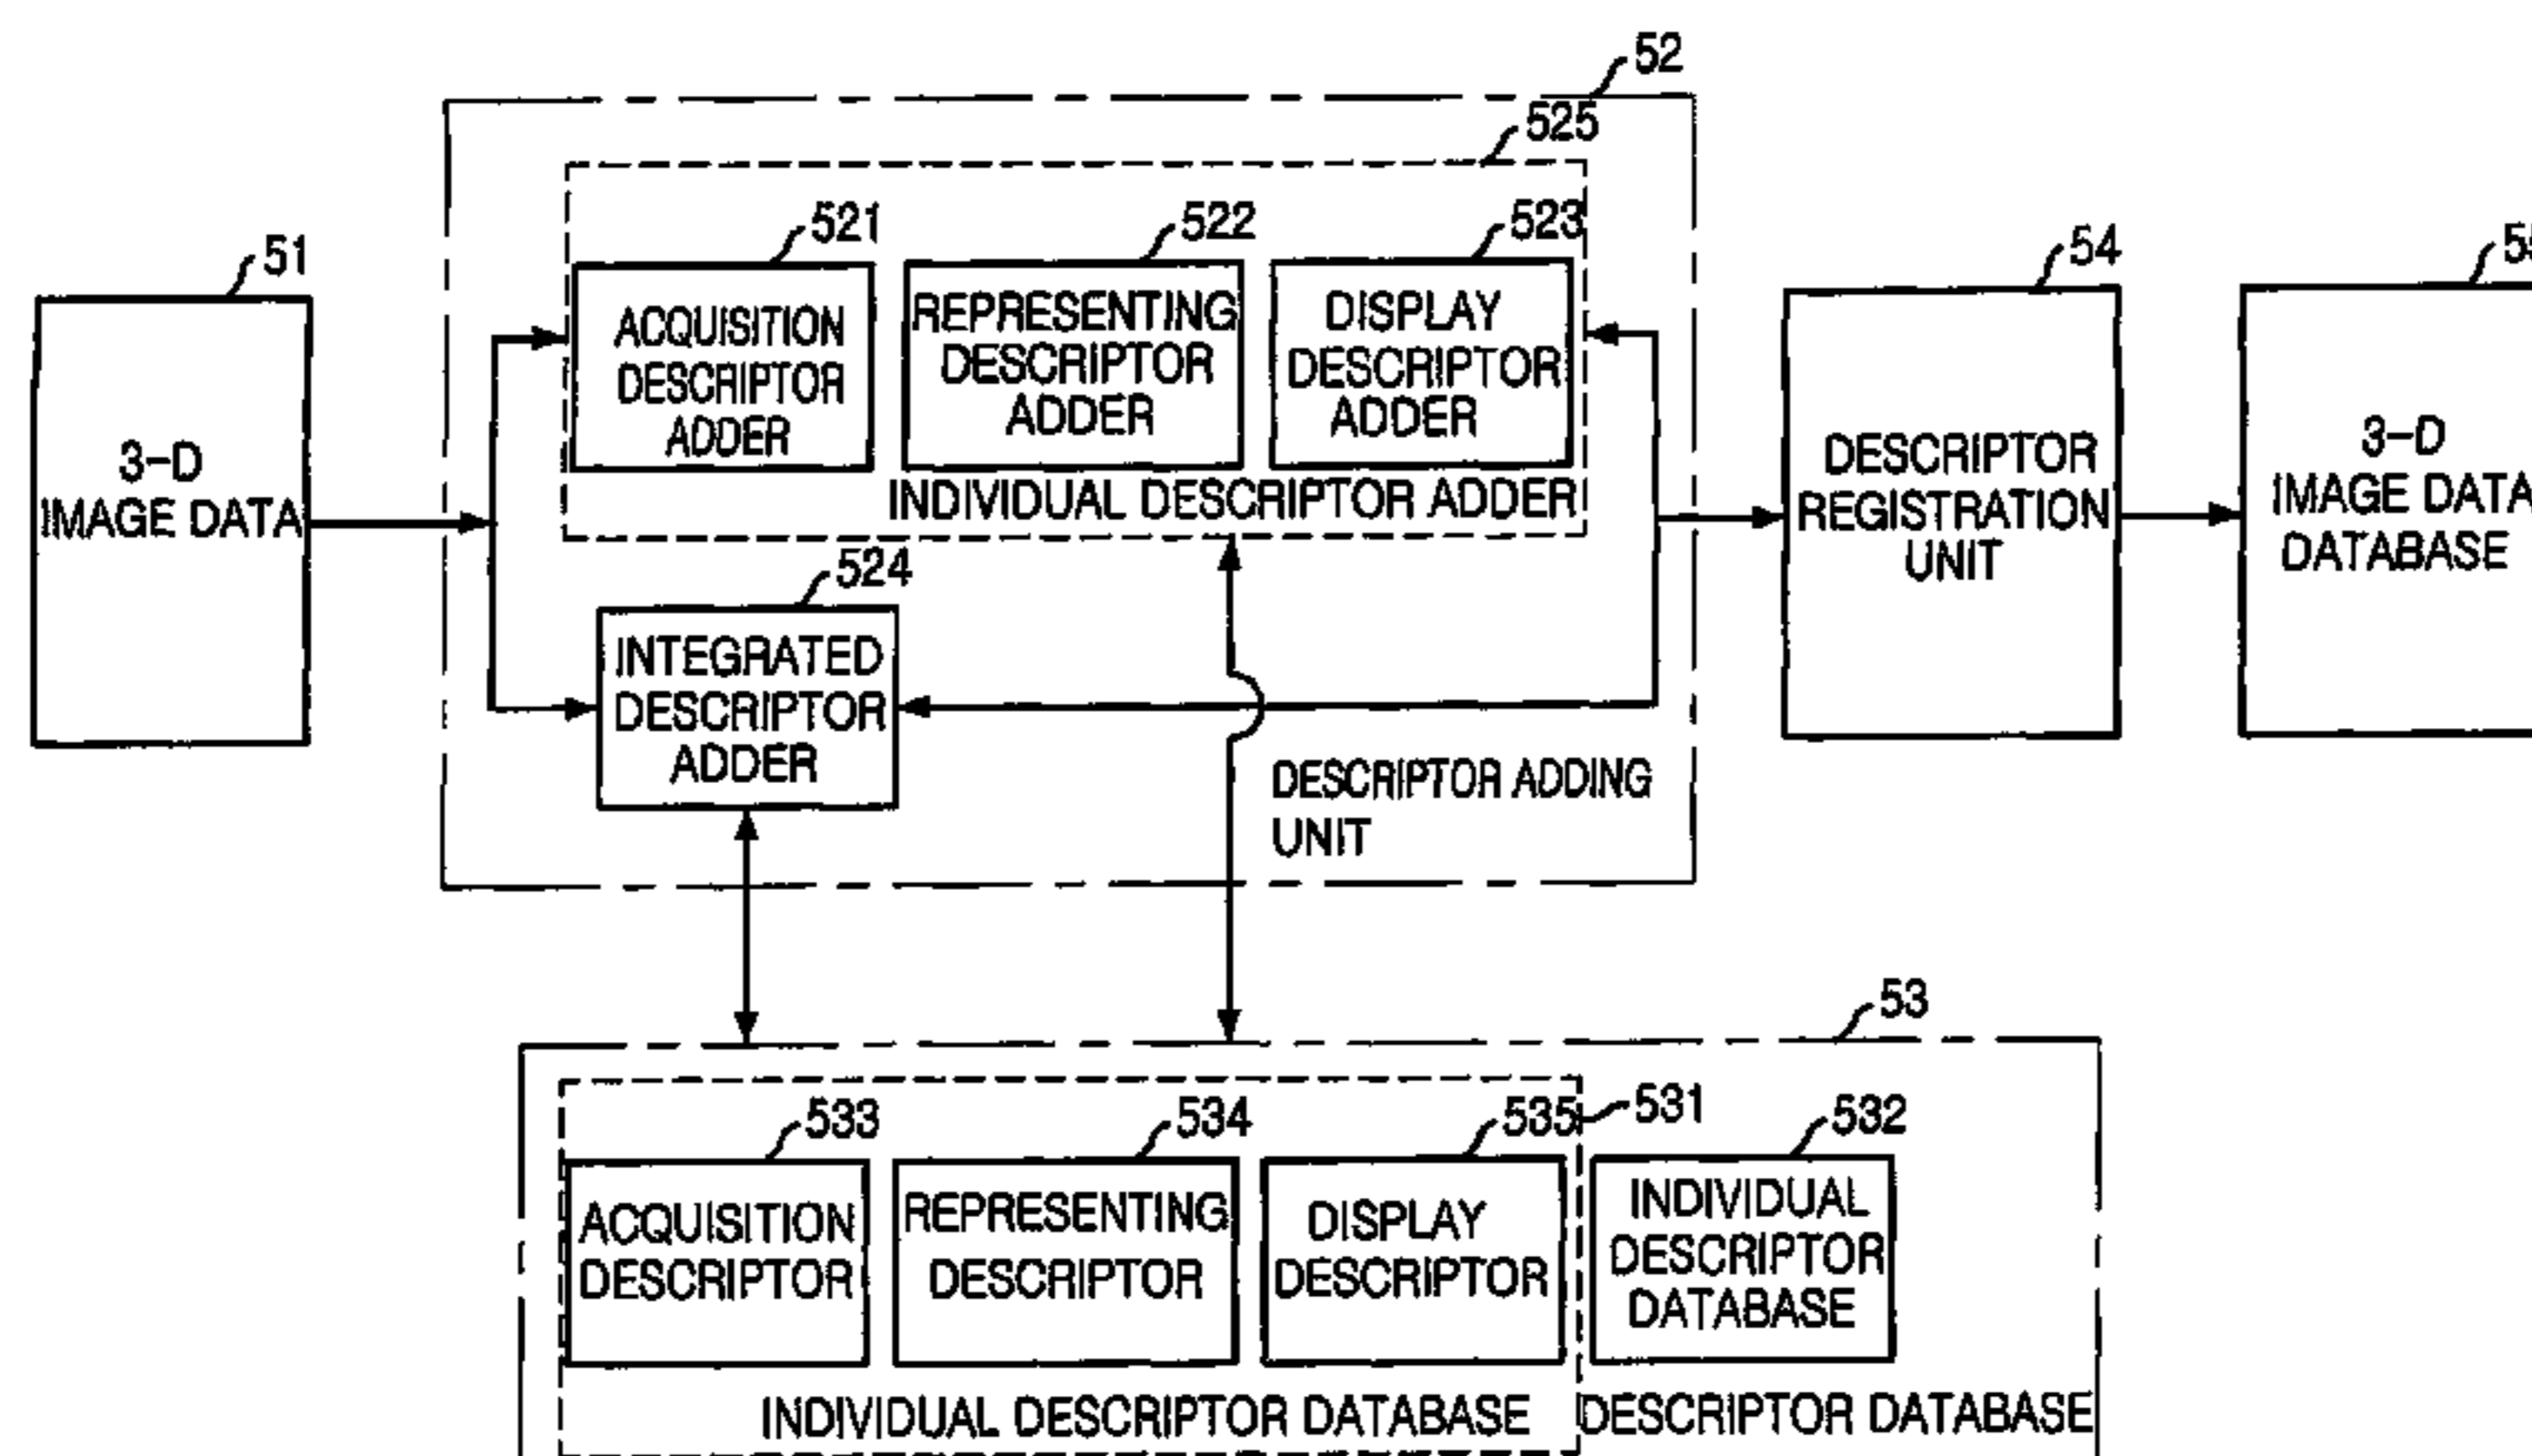 52
525
521
522
523
51
54
ACQUISITION
DESCRIPTOR
ADDER
REPRESENTING
DESCRIPTOR
ADDER
DISPLAY
DESCRIPTOR
ADDER
INDIVIDUAL DESCRIPTOR ADDER
3-D
IMAGE DATA
DESCRIPTOR
REGISTRATION
UNIT
3-D
IMAGE DATA
DATABASE
524
INTEGRATED
DESCRIPTOR
ADDER
DESCRIPTOR ADDING
UNIT
53
533
534
535
531
532
ACQUISITION
DESCRIPTOR
REPRESENTING
DESCRIPTOR
DISPLAY
DESCRIPTOR
INDIVIDUAL
DESCRIPTOR
DATABASE
INDIVIDUAL DESCRIPTOR DATABASE
DESCRIPTOR DATABASE